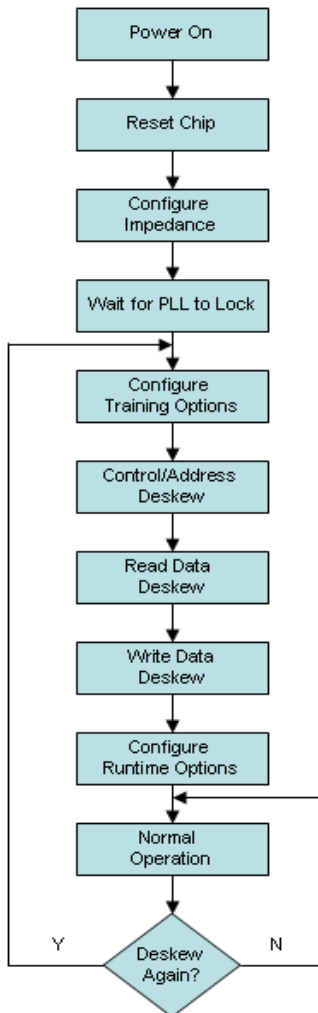 Power On
Reset Chip
Configure
Impedance
Wait for PLL to Lock
Configure
Training Options
Control/Address
Deskew
Read Data
Deskew
Write Data
Deskew
Configure
Runtime Options
Normal
Operation
Y
Deskew
Again?
N